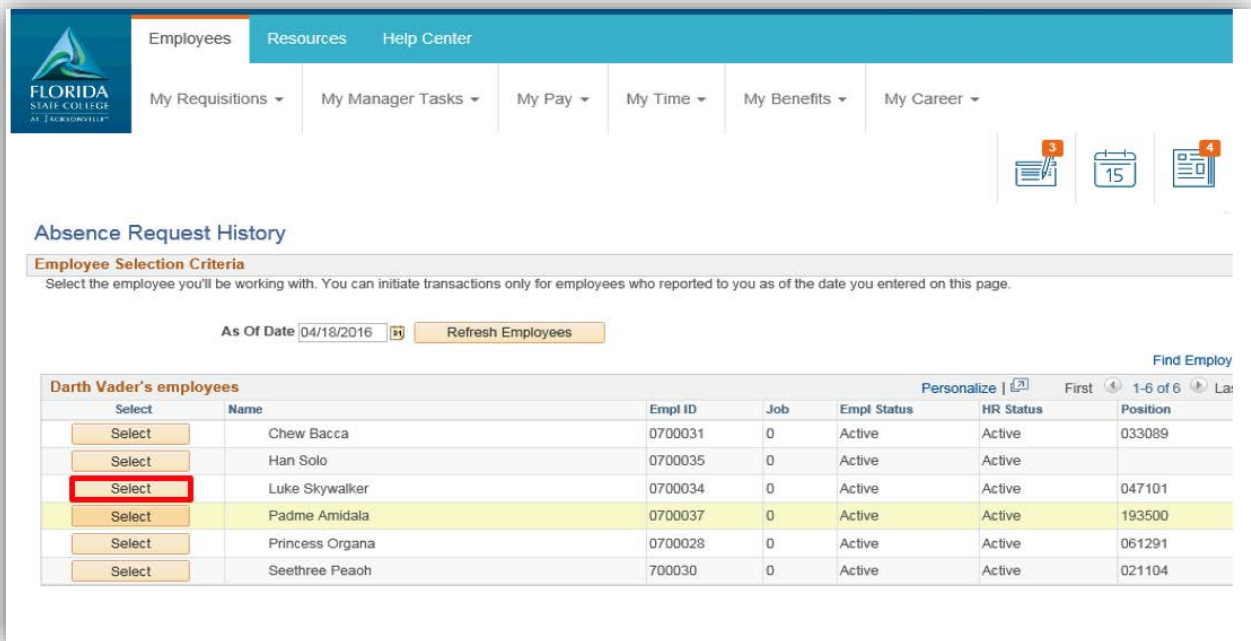 Employees Resources Help Center
FLORIDA
STATE COLLEGE
AT JACKSONVILLE
My Requisitions My Manager Tasks My Pay My Time My Benefits My Career
3 4
15
Absence Request History
Employee Selection Criteria
Select the employee you'll be working with. You can initiate transactions only for employees who reported to you as of the date you entered on this page.
As Of Date 04/18/2016 31 Refresh Employees
Find Employ
Darth Vader's employees Personalize | First 1-6 of 6 Las
Select Name Empl ID Job Empl Status HR Status Position
Select Chew Bacca 0700031 0 Active Active 033089
Select Han Solo 0700035 0 Active Active
Select Luke Skywalker 0700034 0 Active Active 047101
Select Padme Amidala 0700037 0 Active Active 193500
Select Princess Organa 0700028 0 Active Active 061291
Select Seethree Peaoh 700030 0 Active Active 021104